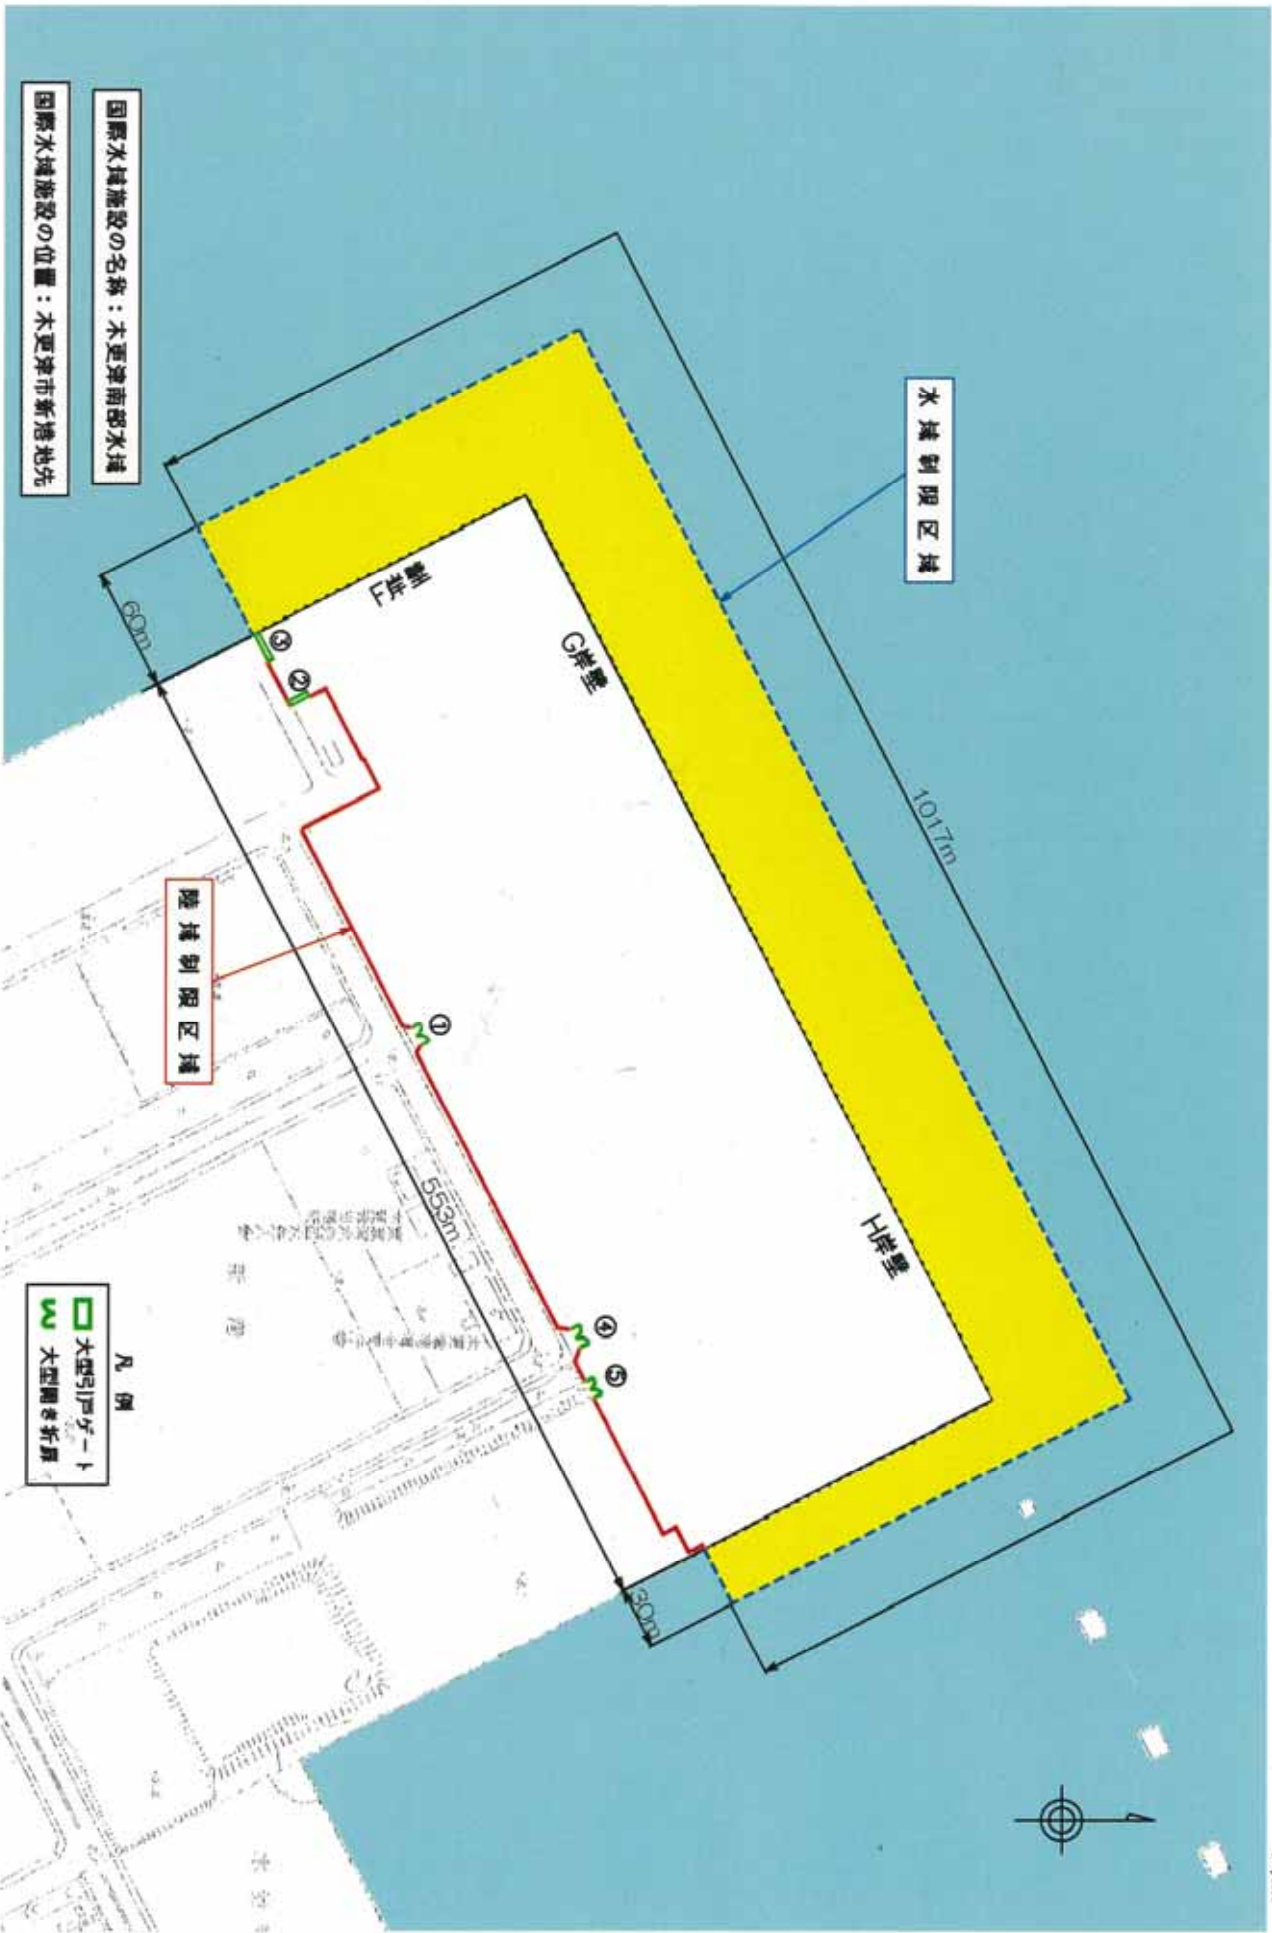 水域制限区域
1017m
H岸壁
G岸壁
F岸壁
③
②
①
④
⑤
60m
553m
30m
陸域制限区域
国際水域施設の名称：木更津南部水域
国際水域施設の位置：木更津市新港地先
凡例
大型引戸ゲート
大型開き折扉
新港